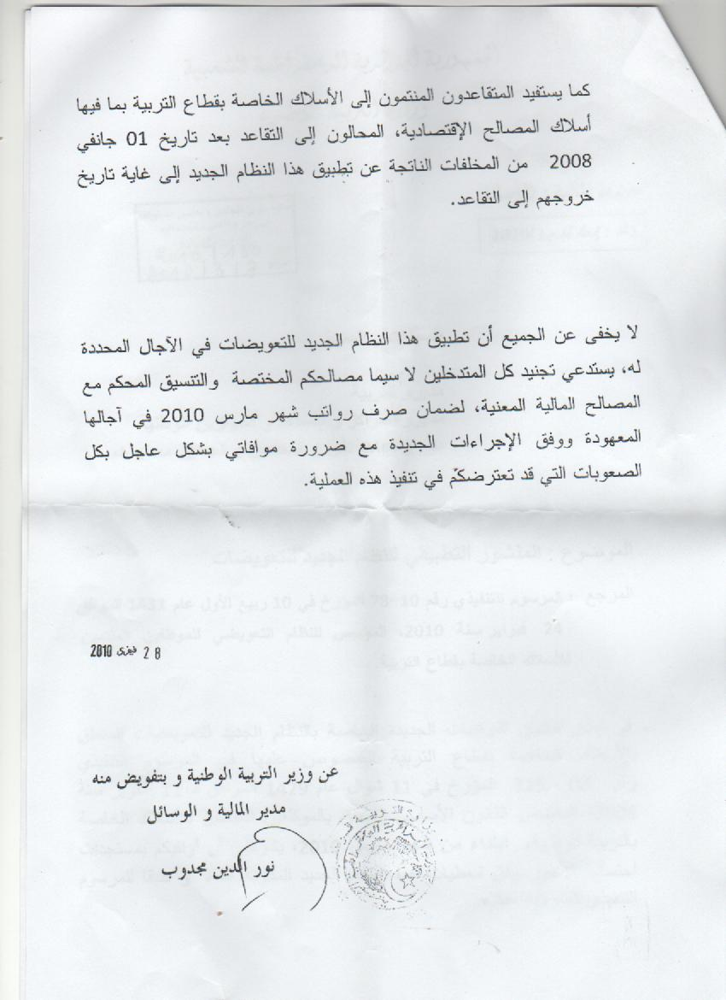 كما يستفيد المتقاعدون المنتمون إلى الأسلاك الخاصة بقطاع التربية بما فيها
أسلاك المصالح الإقتصادية، المحالون إلى التقاعد بعد تاريخ 01 جانفي
2008 من المخلفات الناتجة عن تطبيق هذا النظام الجديد إلى غاية تاريخ
خروجهم إلى التقاعد.
لا يخفى عن الجميع أن تطبيق هذا النظام الجديد للتعويضات في الآجال المحددة
له، يستدعي تجنيد كل المتدخلين لا سيما مصالحكم المختصة والتنسيق المحكم مع
المصالح المالية المعنية، لضمان صرف رواتب شهر مارس 2010 في آجالها
المعهودة ووفق الإجراءات الجديدة مع ضرورة موافاتي بشكل عاجل بكل
الصعوبات التي قد تعترضكم في تنفيذ هذه العملية.
28 فيفري 2010
عن وزير التربية الوطنية و بتفويض منه
مدير المالية و الوسائل
نور الدين مجدوب